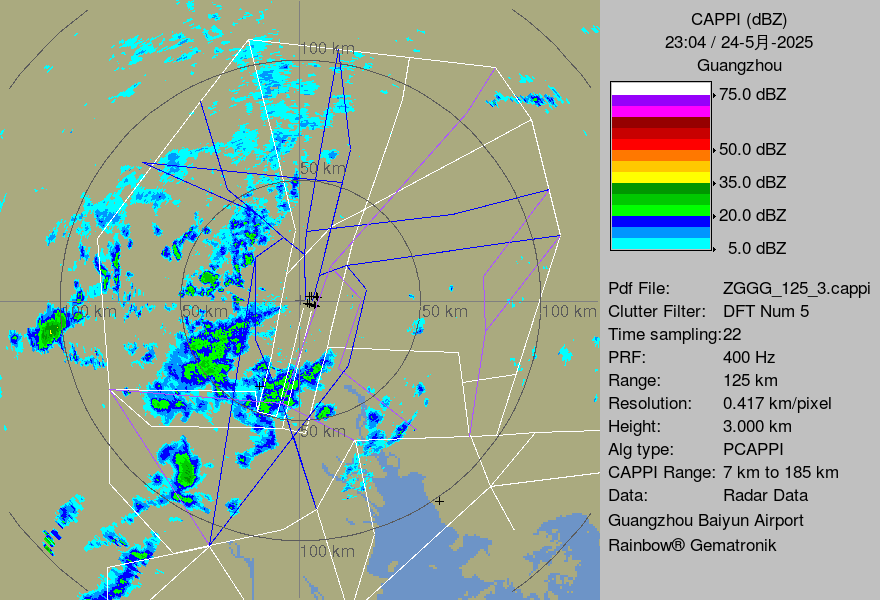 CAPPI (dBZ)
23:04 / 24-5月-2025
Guangzhou
75.0 dBZ
50.0 dBZ
35.0 dBZ
20.0 dBZ
5.0 dBZ
Pdf File: ZGGG_125_3.cappi
Clutter Filter: DFT Num 5
Time sampling:22
PRF: 400 Hz
Range: 125 km
Resolution: 0.417 km/pixel
Height: 3.000 km
Alg type: PCAPPI
CAPPI Range: 7 km to 185 km
Data: Radar Data
Guangzhou Baiyun Airport
Rainbow® Gematronik
100 km
50 km
100 km
50 km
50 km
100 km
50 km
100 km